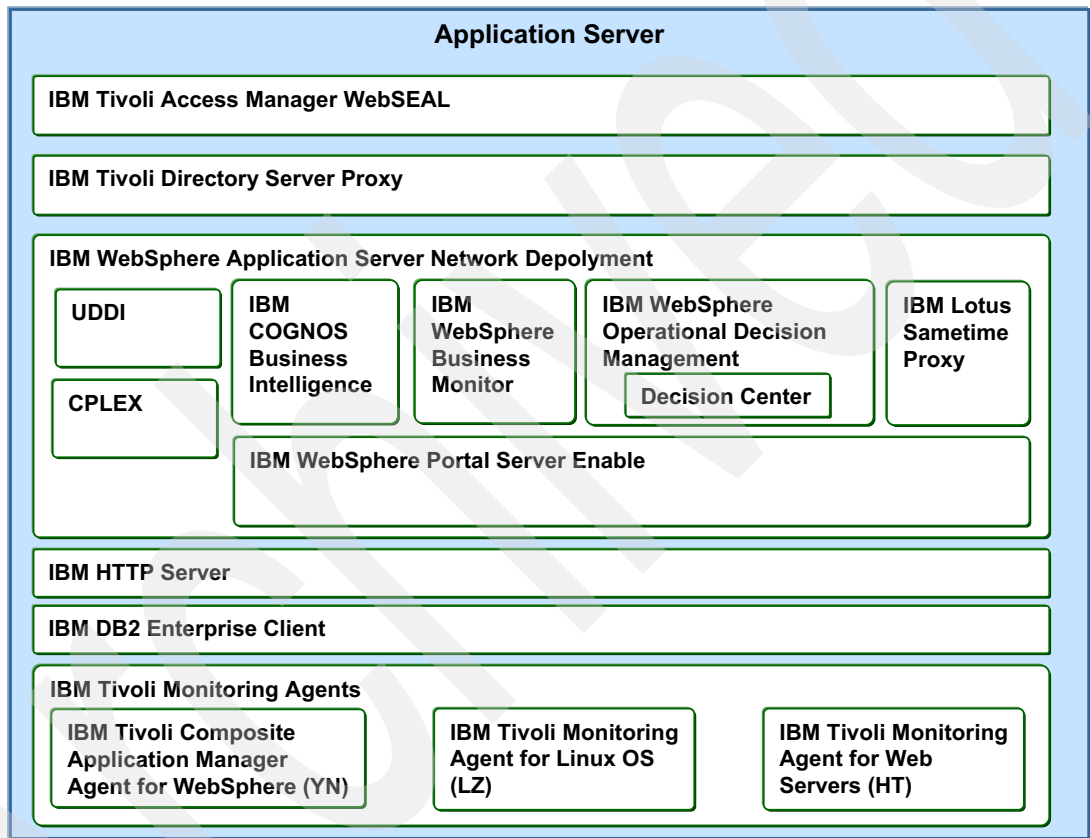 Application Server
IBM Tivoli Access Manager WebSEAL
IBM Tivoli Directory Server Proxy
IBM WebSphere Application Server Network Depolyment
UDDI
CPLEX
IBM
COGNOS
Business
Intelligence
IBM
WebSphere
Business
Monitor
IBM WebSphere
Operational Decision
Management
Decision Center
IBM Lotus
Sametime
Proxy
IBM WebSphere Portal Server Enable
IBM HTTP Server
IBM DB2 Enterprise Client
IBM Tivoli Monitoring Agents
IBM Tivoli Composite
Application Manager
Agent for WebSphere (YN)
IBM Tivoli Monitoring
Agent for Linux OS
(LZ)
IBM Tivoli Monitoring
Agent for Web
Servers (HT)